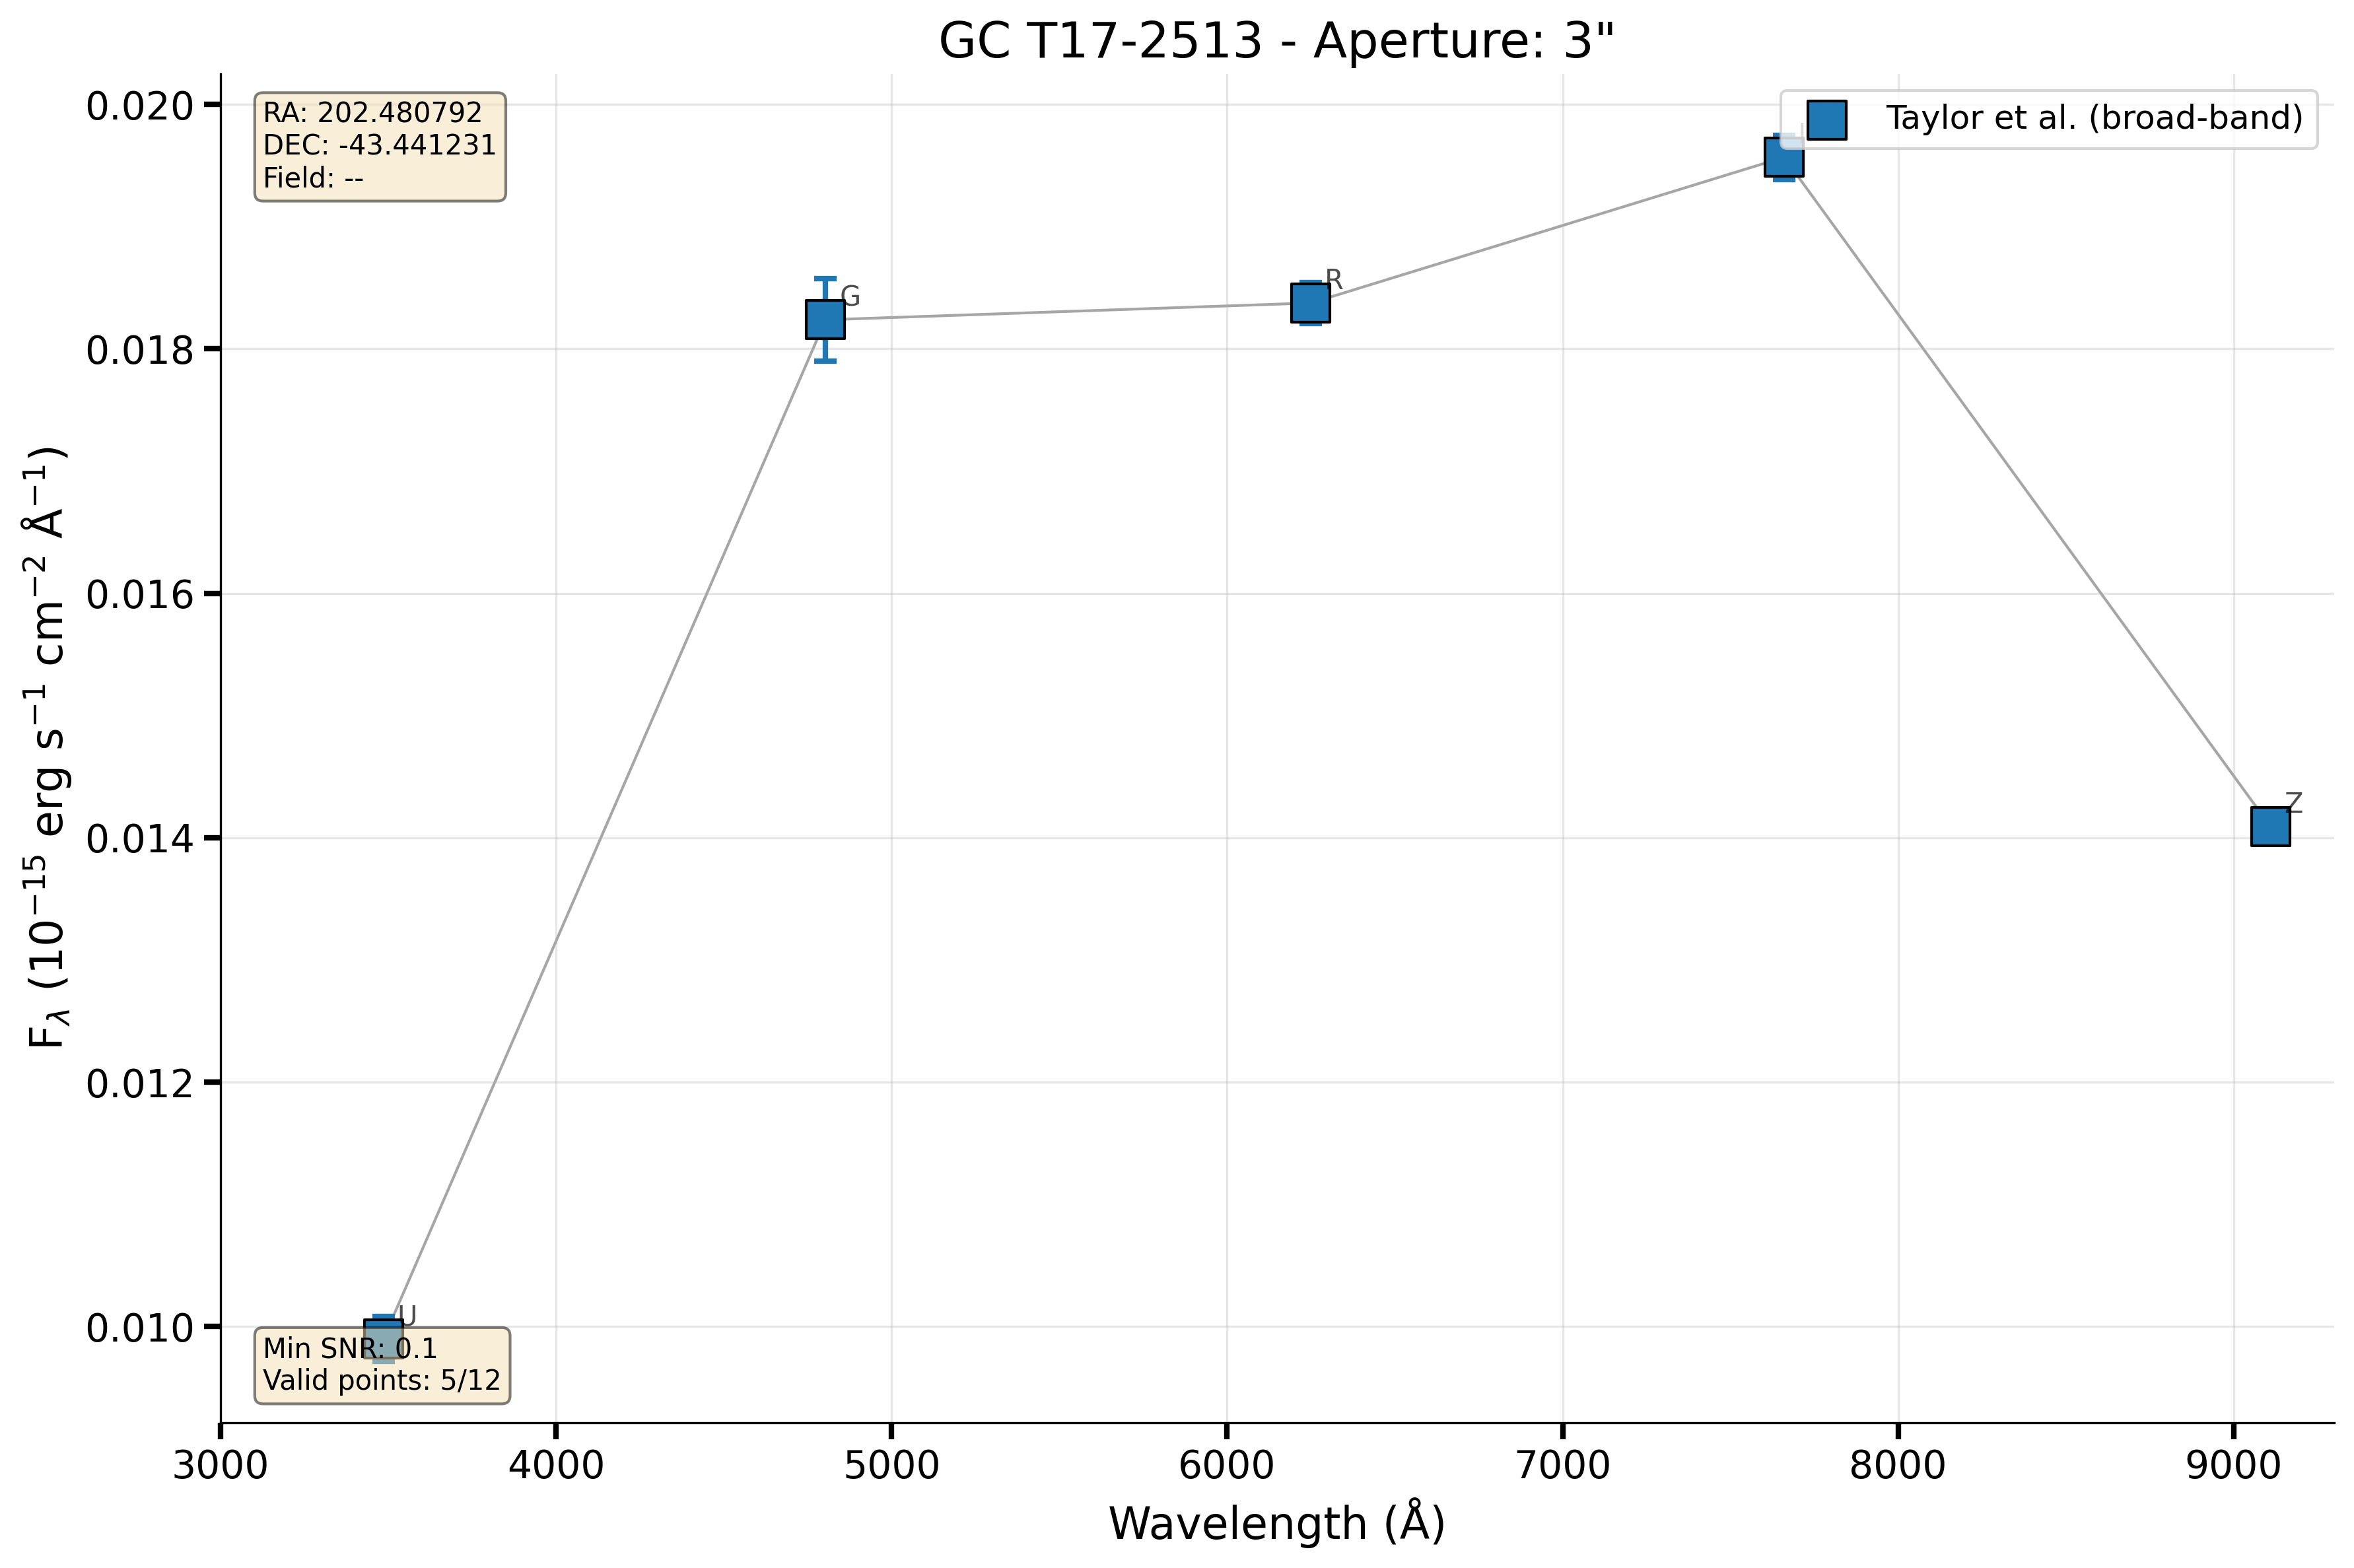 GC T17-2513 - Aperture: 3"
RA: 202.480792
DEC: -43.441231
Field: --
Taylor et al. (broad-band)
0.020
0.018
0.016
0.014
0.012
0.010
G
R
Z
U
Min SNR: 0.1
Valid points: 5/12
F_λ (10⁻¹⁵ erg s⁻¹ cm⁻² Å⁻¹)
3000 4000 5000 6000 7000 8000 9000
Wavelength (Å)